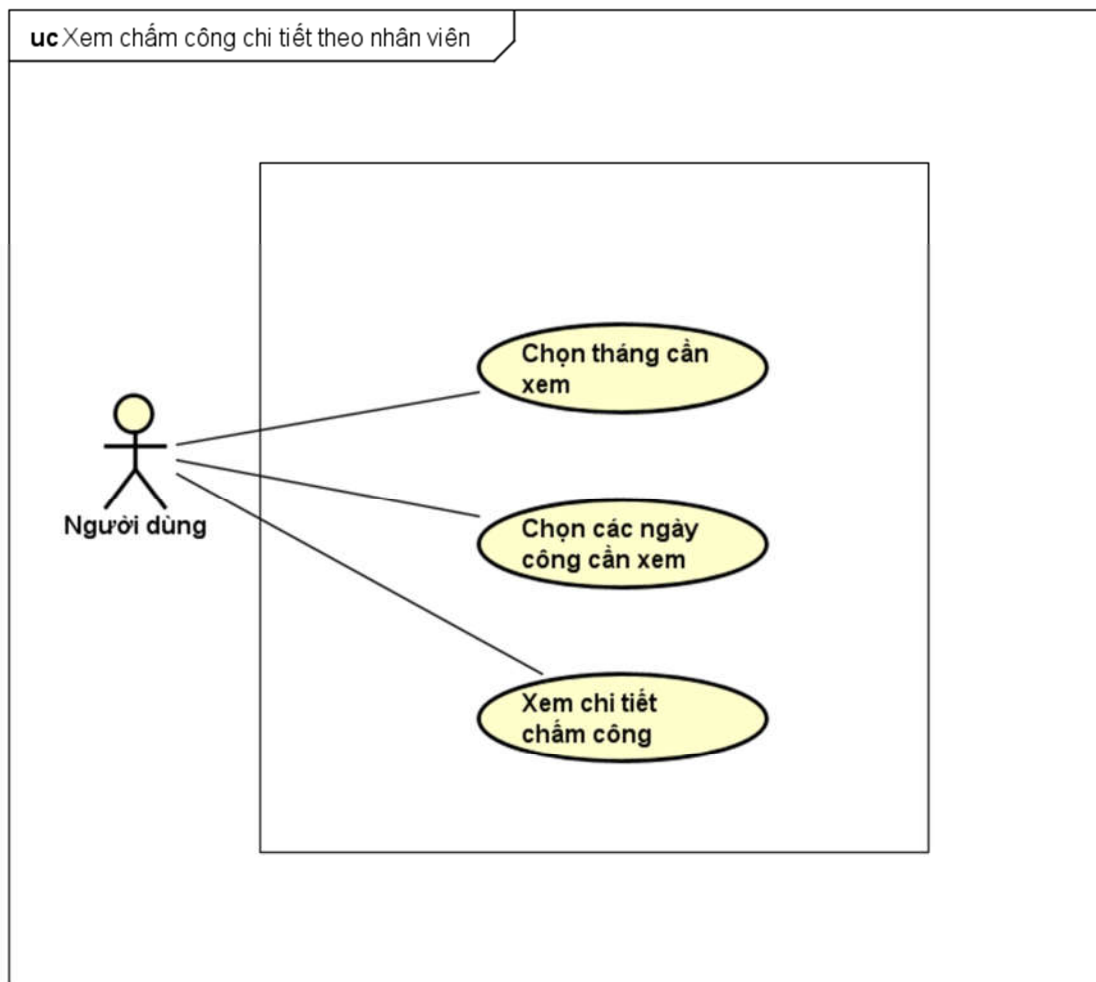 uc Xem chấm công chi tiết theo nhân viên
Chọn tháng cần
xem
Người dùng
Chọn các ngày
công cần xem
Xem chi tiết
chấm công